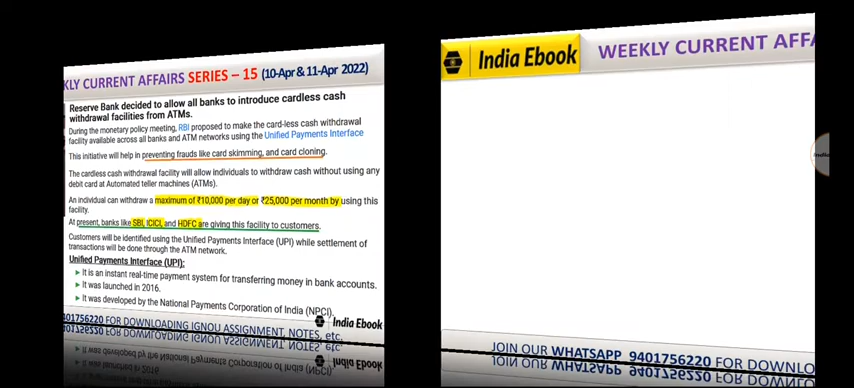 KLY CURRENT AFFAIRS SERIES – 15 (10-Apr & 11-Apr 2022)
Reserve Bank decided to allow all banks to introduce cardless cash
withdrawal facilities from ATMs.
During the monetary policy meeting, RBI proposed to make the card-less cash withdrawal
facility available across all banks and ATM networks using the Unified Payments Interface
This initiative will help in preventing frauds like card skimming, and card cloning.
The cardless cash withdrawal facility will allow individuals to withdraw cash without using any
debit card at Automated teller machines (ATMs).
An individual can withdraw a maximum of ₹10,000 per day or ₹25,000 per month by using this
facility.
At present, banks like SBI, ICICI, and HDFC are giving this facility to customers.
Customers will be identified using the Unified Payments Interface (UPI) while settlement of
transactions will be done through the ATM network.
Unified Payments Interface (UPI):
► It is an instant real-time payment system for transferring money in bank accounts.
► It was launched in 2016.
► It was developed by the National Payments Corporation of India (NPCI).
India Ebook
401756220 FOR DOWNLOADING IGNOU ASSIGNMENT, NOTES, etc.
India Ebook WEEKLY CURRENT AFFA
JOIN OUR WHATSAPP 9401756220 FOR DOWNLO